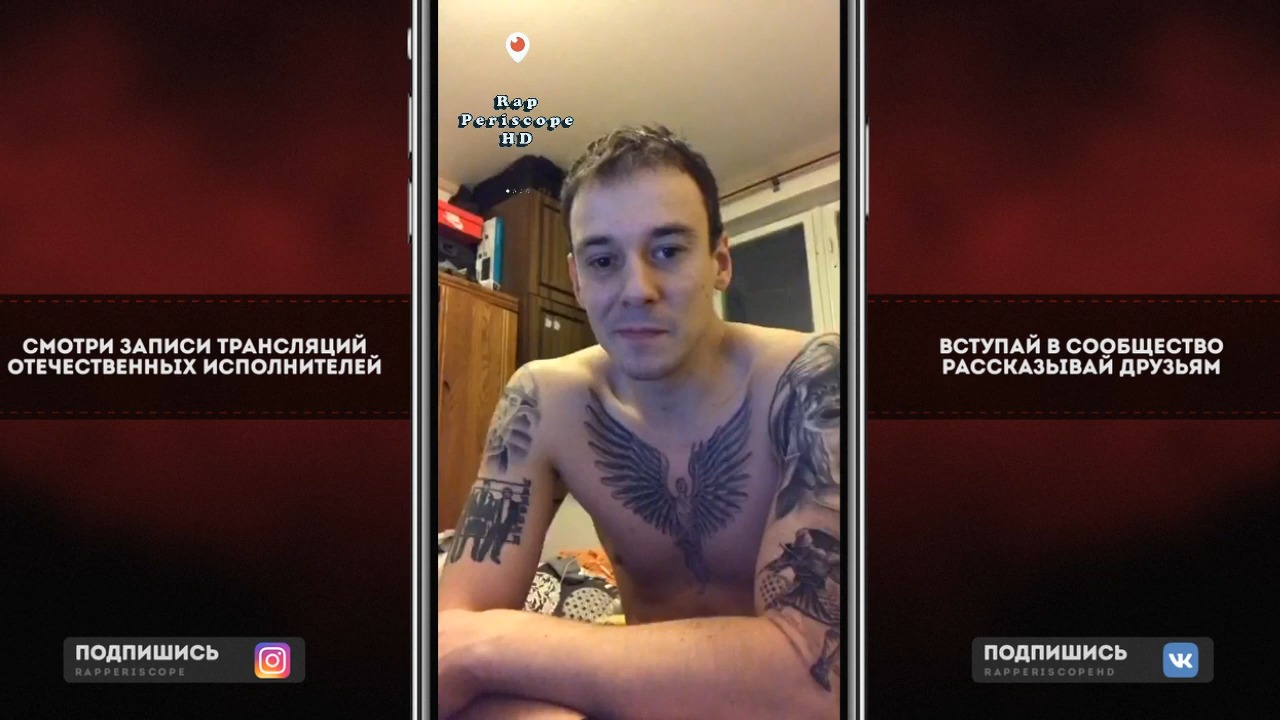 Rap
Periscope
HD
СМОТРИ ЗАПИСИ ТРАНСЛЯЦИЙ
ОТЕЧЕСТВЕННЫХ ИСПОЛНИТЕЛЕЙ
ВСТУПАЙ В СООБЩЕСТВО
РАССКАЗЫВАЙ ДРУЗЬЯМ
ПОДПИШИСЬ
RAPPERISCOPE
ПОДПИШИСЬ
RAPPERISCOPEHD